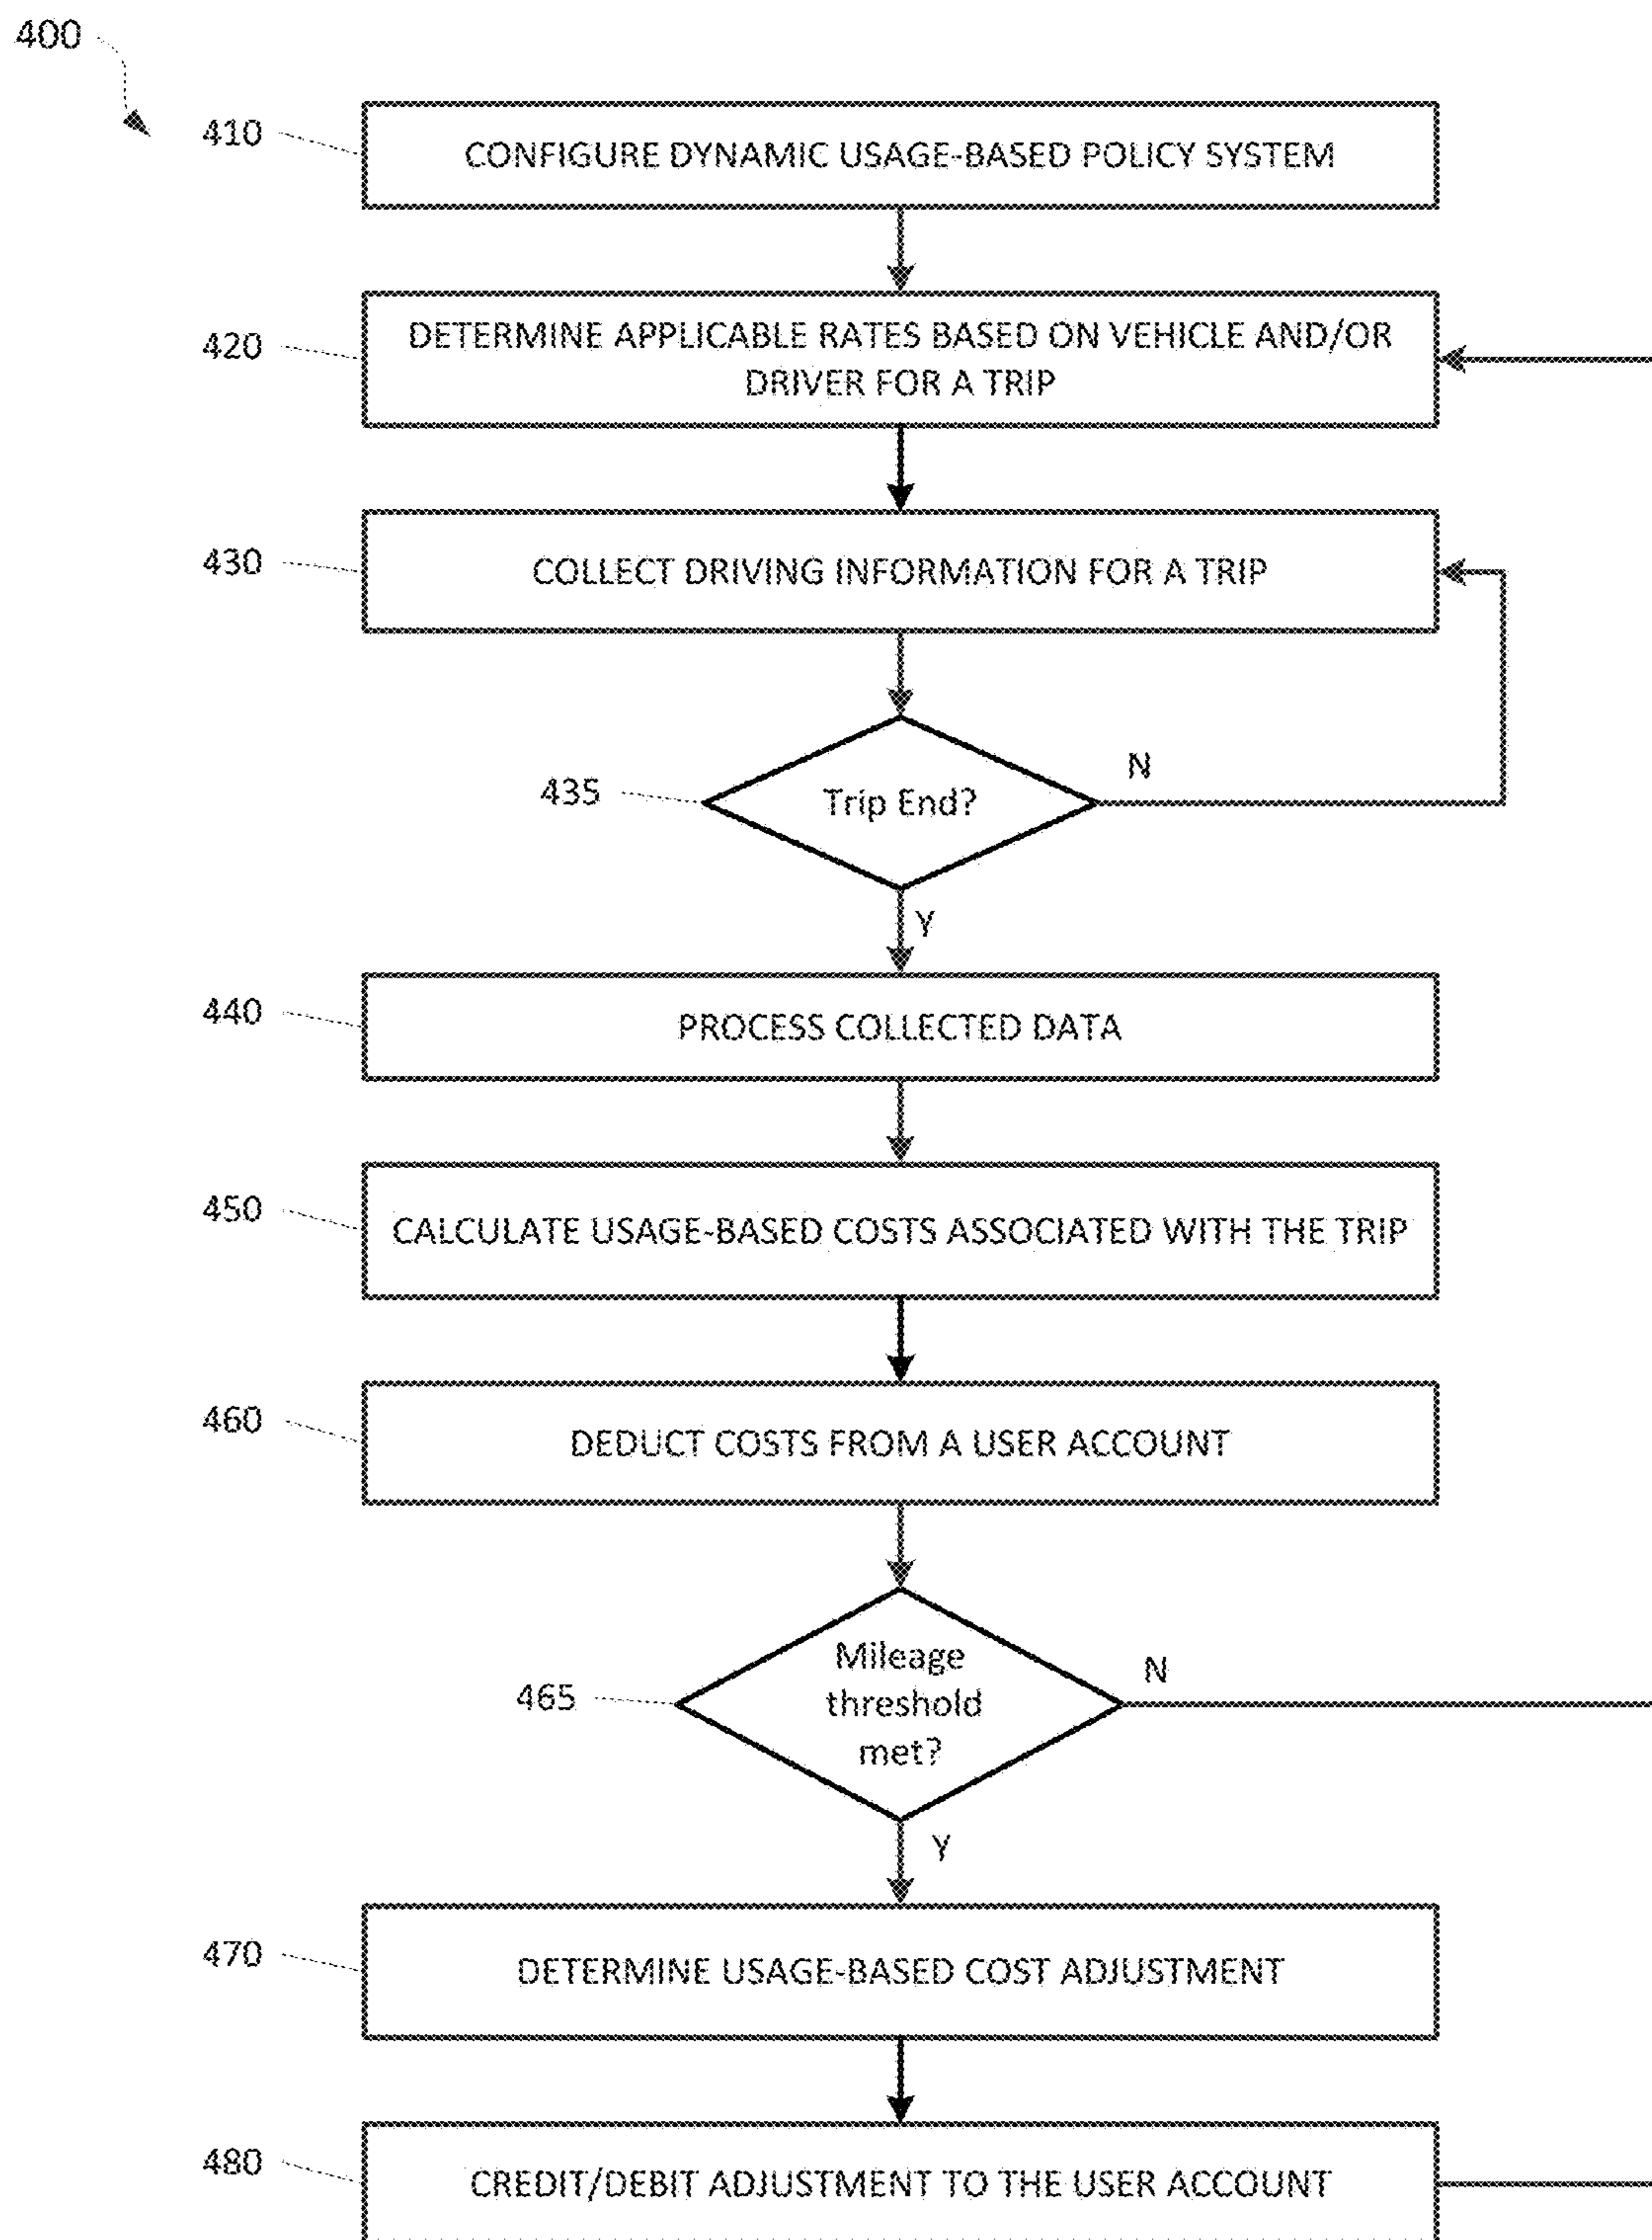 400
410
CONFIGURE DYNAMIC USAGE-BASED POLICY SYSTEM
420
DETERMINE APPLICABLE RATES BASED ON VEHICLE AND/OR
DRIVER FOR A TRIP
430
COLLECT DRIVING INFORMATION FOR A TRIP
435
Trip End?
N
Y
440
PROCESS COLLECTED DATA
450
CALCULATE USAGE-BASED COSTS ASSOCIATED WITH THE TRIP
460
DEDUCT COSTS FROM A USER ACCOUNT
465
Mileage
threshold
met?
N
Y
470
DETERMINE USAGE-BASED COST ADJUSTMENT
480
CREDIT/DEBIT ADJUSTMENT TO THE USER ACCOUNT